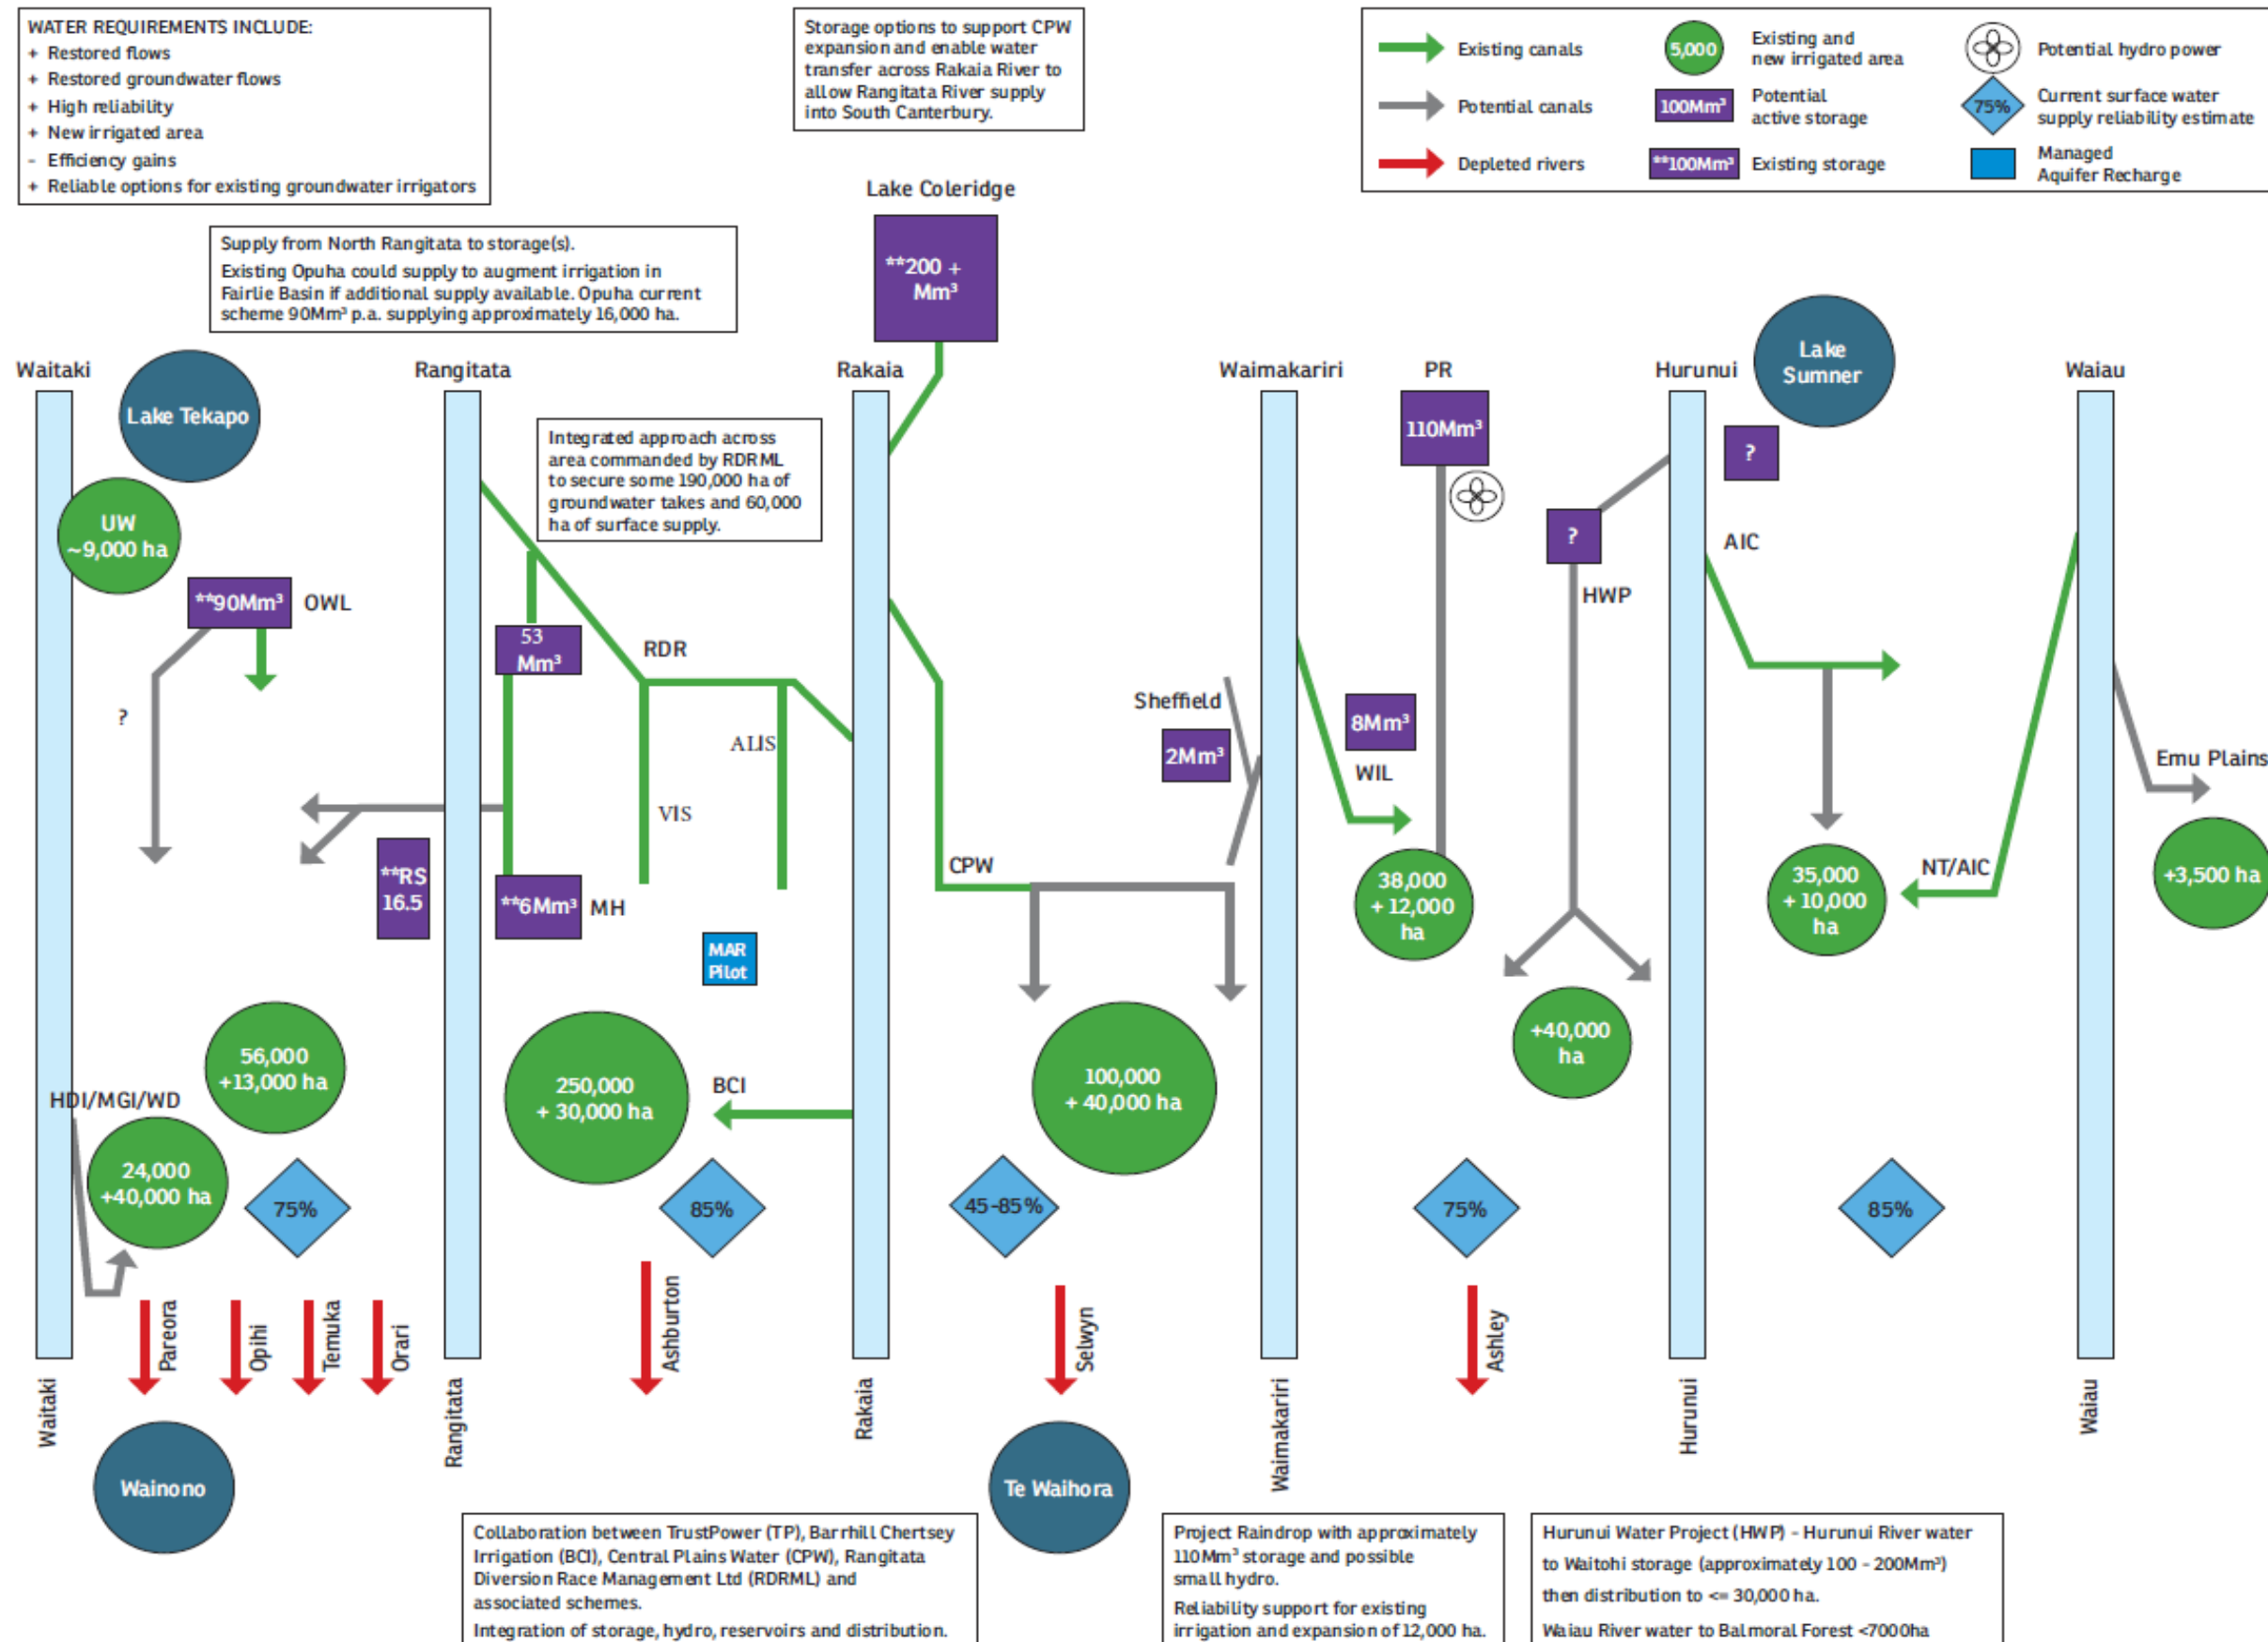 WATER REQUIREMENTS INCLUDE:
+ Restored flows
+ Restored groundwater flows
+ High reliability
+ New irrigated area
- Efficiency gains
+ Reliable options for existing groundwater irrigators
Storage options to support CPW
expansion and enable water
transfer across Rakaia River to
allow Rangitata River supply
into South Canterbury.
Existing canals
Potential canals
Depleted rivers
5,000
Existing and
new irrigated area
100Mm³
Potential
active storage
**100Mm³
Existing storage
Potential hydro power
75%
Current surface water
supply reliability estimate
Managed
Aquifer Recharge
Supply from North Rangitata to storage(s).
Existing Opuha could supply to augment irrigation in
Fairlie Basin if additional supply available. Opuha current
scheme 90Mm³ p.a. supplying approximately 16,000 ha.
Lake Coleridge
**200 +
Mm³
Waitaki
Lake Tekapo
Rangitata
Rakaia
Waimakariri
PR
Hurunui
Lake
Sumner
Waiau
Integrated approach across
area commanded by RDRML
to secure some 190,000 ha of
groundwater takes and 60,000
ha of surface supply.
110Mm³
?
UW
~9,000 ha
?
AIC
**90Mm³
OWL
HWP
53
Mm³
RDR
?
ALIS
VIS
Sheffield
2Mm³
8Mm³
WIL
Emu Plains
**RS
16.5
**6Mm³
MH
CPW
38,000
+ 12,000
ha
35,000
+ 10,000
ha
NT/AIC
+3,500 ha
MAR
Pilot
56,000
+13,000 ha
250,000
+ 30,000 ha
BCI
100,000
+ 40,000 ha
+40,000
ha
HDI/MGI/WD
24,000
+40,000 ha
75%
85%
45-85%
75%
85%
Pareora
Opihi
Temuka
Orari
Ashburton
Selwyn
Ashley
Waitaki
Rangitata
Rakaia
Waimakariri
Hurunui
Waiau
Wainono
Te Waihora
Collaboration between TrustPower (TP), Barrhill Chertsey
Irrigation (BCI), Central Plains Water (CPW), Rangitata
Diversion Race Management Ltd (RDRML) and
associated schemes.
Integration of storage, hydro, reservoirs and distribution.
Project Raindrop with approximately
110Mm³ storage and possible
small hydro.
Reliability support for existing
irrigation and expansion of 12,000 ha.
Hurunui Water Project (HWP) - Hurunui River water
to Waitohi storage (approximately 100 - 200Mm³)
then distribution to <= 30,000 ha.
Waiau River water to Balmoral Forest <7000ha